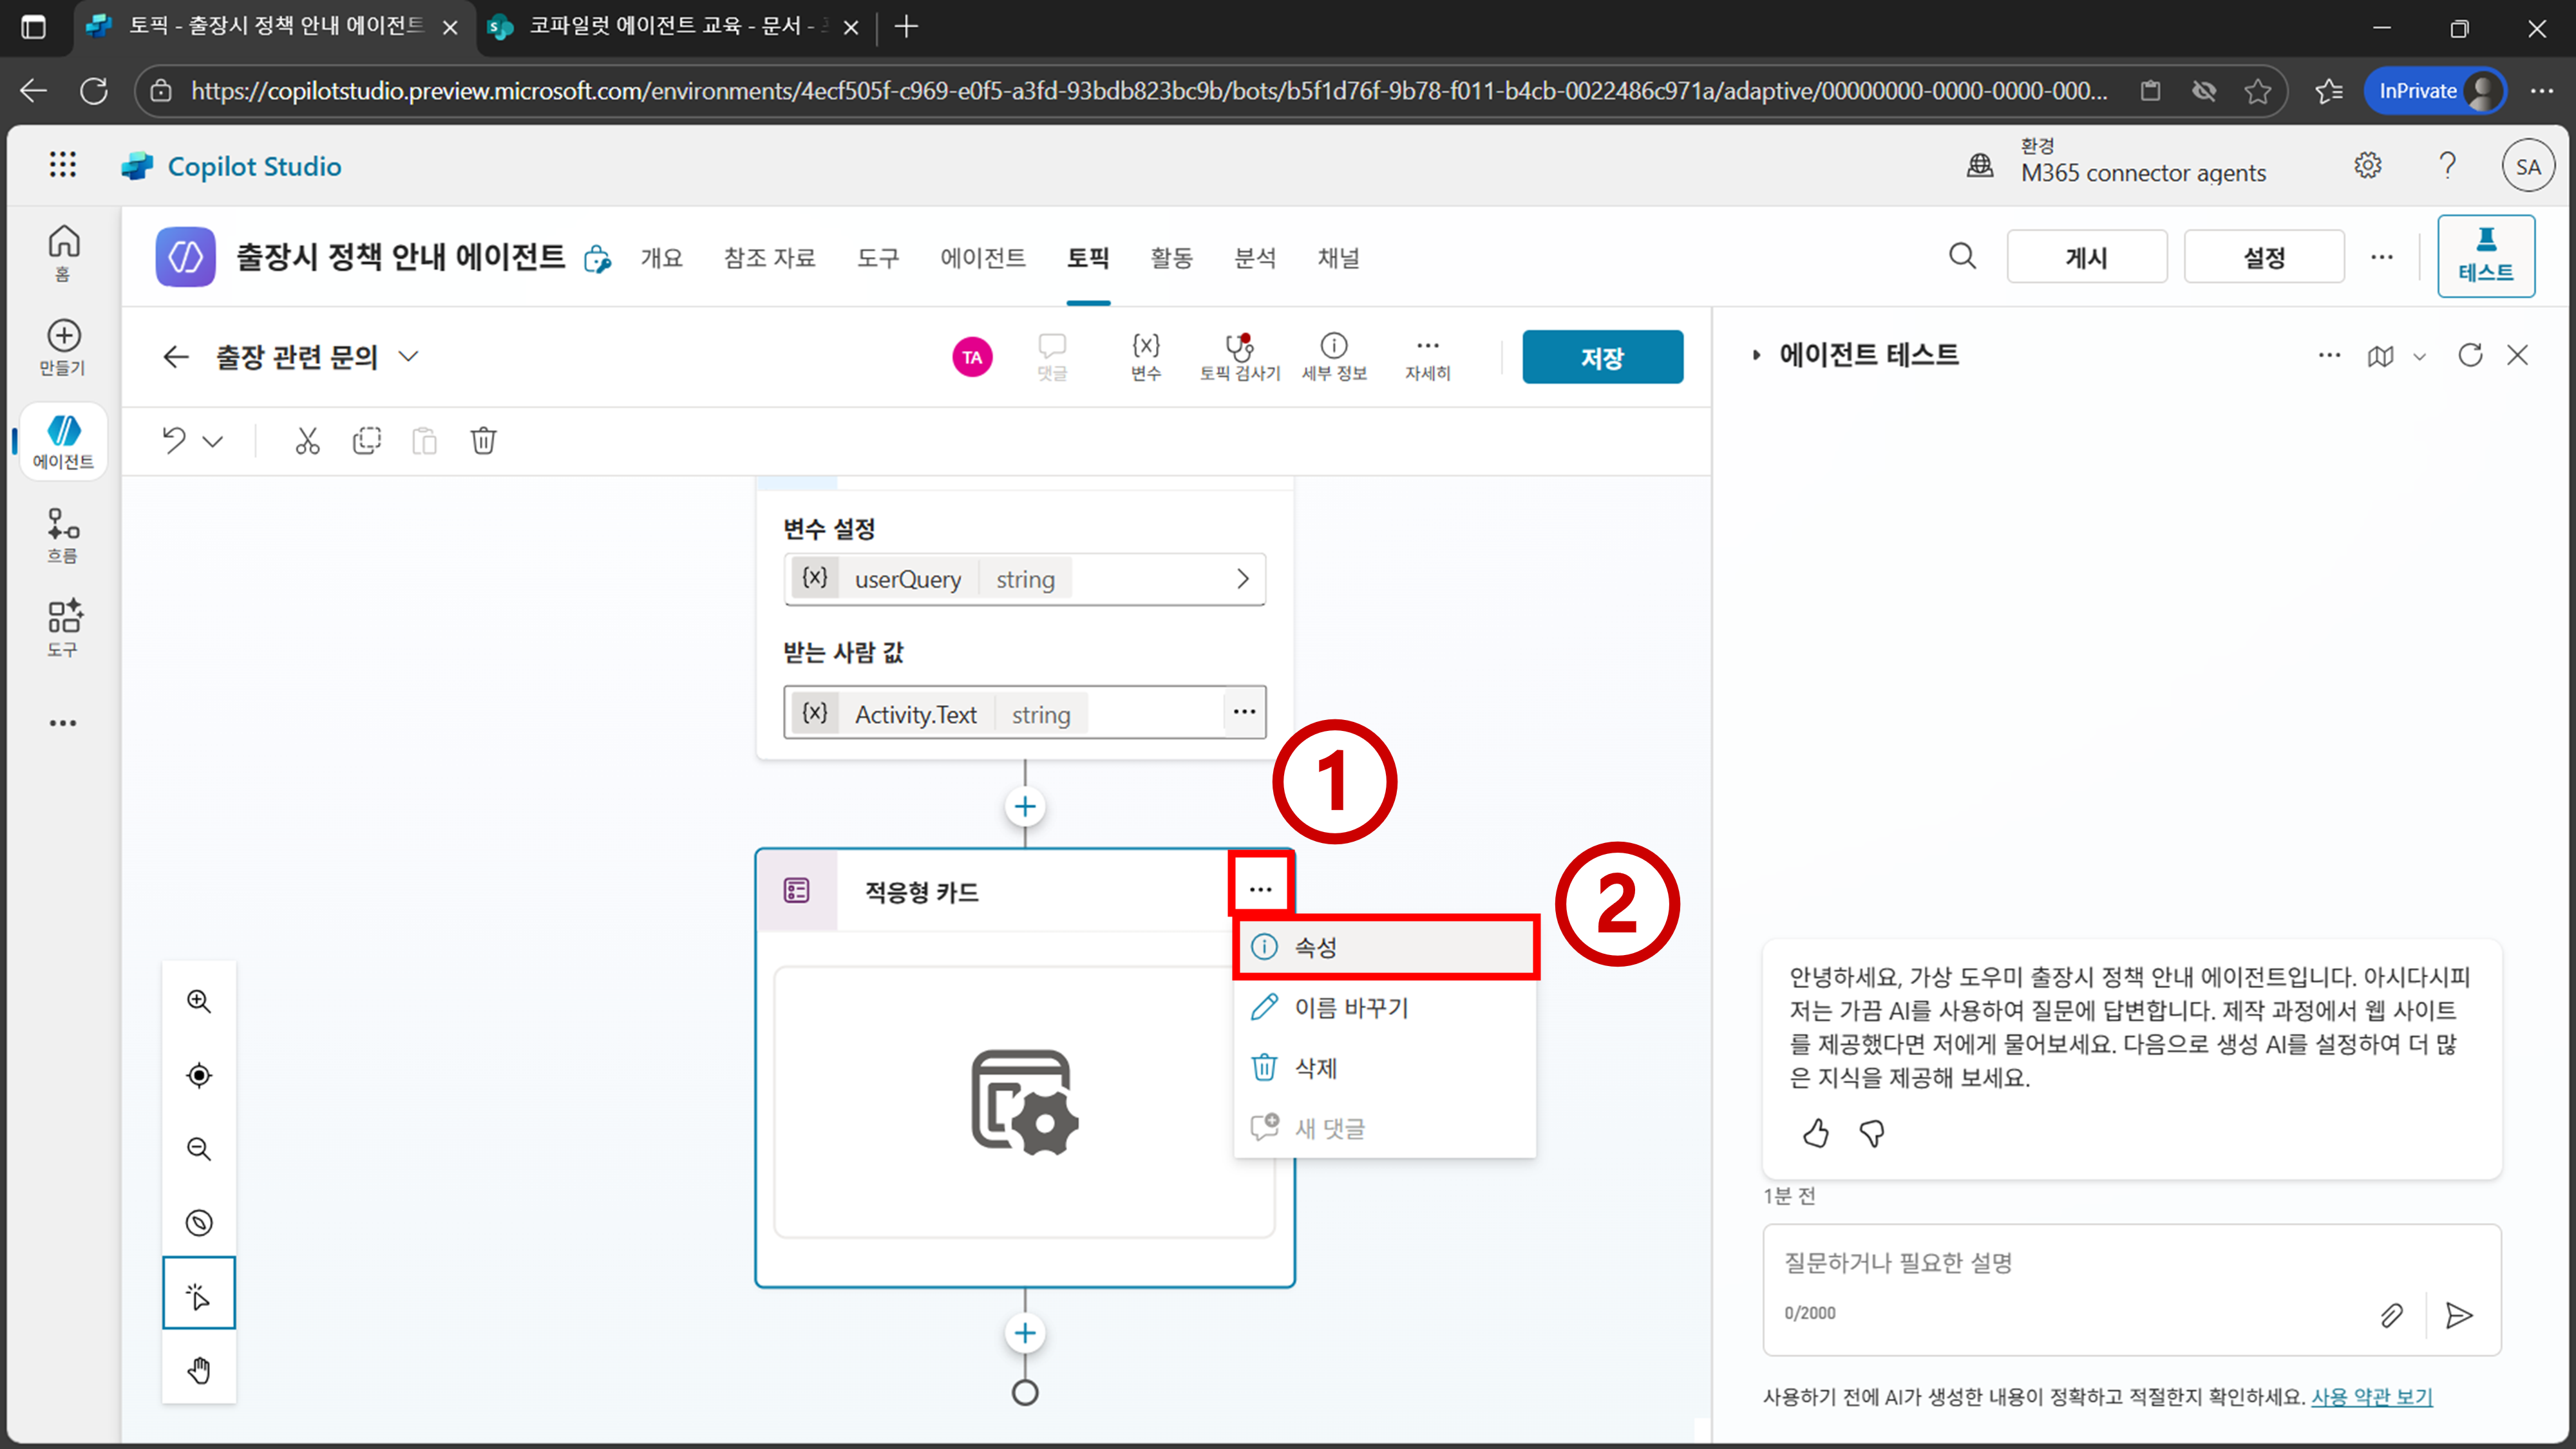 토픽 - 출장시 정책 안내 에이전트
코파일럿 에이전트 교육 - 문서 -
https://copilotstudio.preview.microsoft.com/environments/4ecf505f-c969-e0f5-a3fd-93bdb823bc9b/bots/b5f1d76f-9b78-f011-b4cb-0022486c971a/adaptive/00000000-0000-0000-000...
InPrivate
Copilot Studio
환경
M365 connector agents
SA
홈
만들기
에이전트
흐름
도구
출장시 정책 안내 에이전트
개요
참조 자료
도구
에이전트
토픽
활동
분석
채널
게시
설정
테스트
출장 관련 문의
TA
댓글
{x}
변수
토픽 검사기
세부 정보
자세히
저장
변수 설정
{x} userQuery string
받는 사람 값
{x} Activity.Text string
1
적응형 카드
2
속성
이름 바꾸기
삭제
새 댓글
에이전트 테스트
안녕하세요, 가상 도우미 출장시 정책 안내 에이전트입니다. 아시다시피
저는 가끔 AI를 사용하여 질문에 답변합니다. 제작 과정에서 웹 사이트
를 제공했다면 저에게 물어보세요. 다음으로 생성 AI를 설정하여 더 많
은 지식을 제공해 보세요.
1분 전
질문하거나 필요한 설명
0/2000
사용하기 전에 AI가 생성한 내용이 정확하고 적절한지 확인하세요. 사용 약관 보기